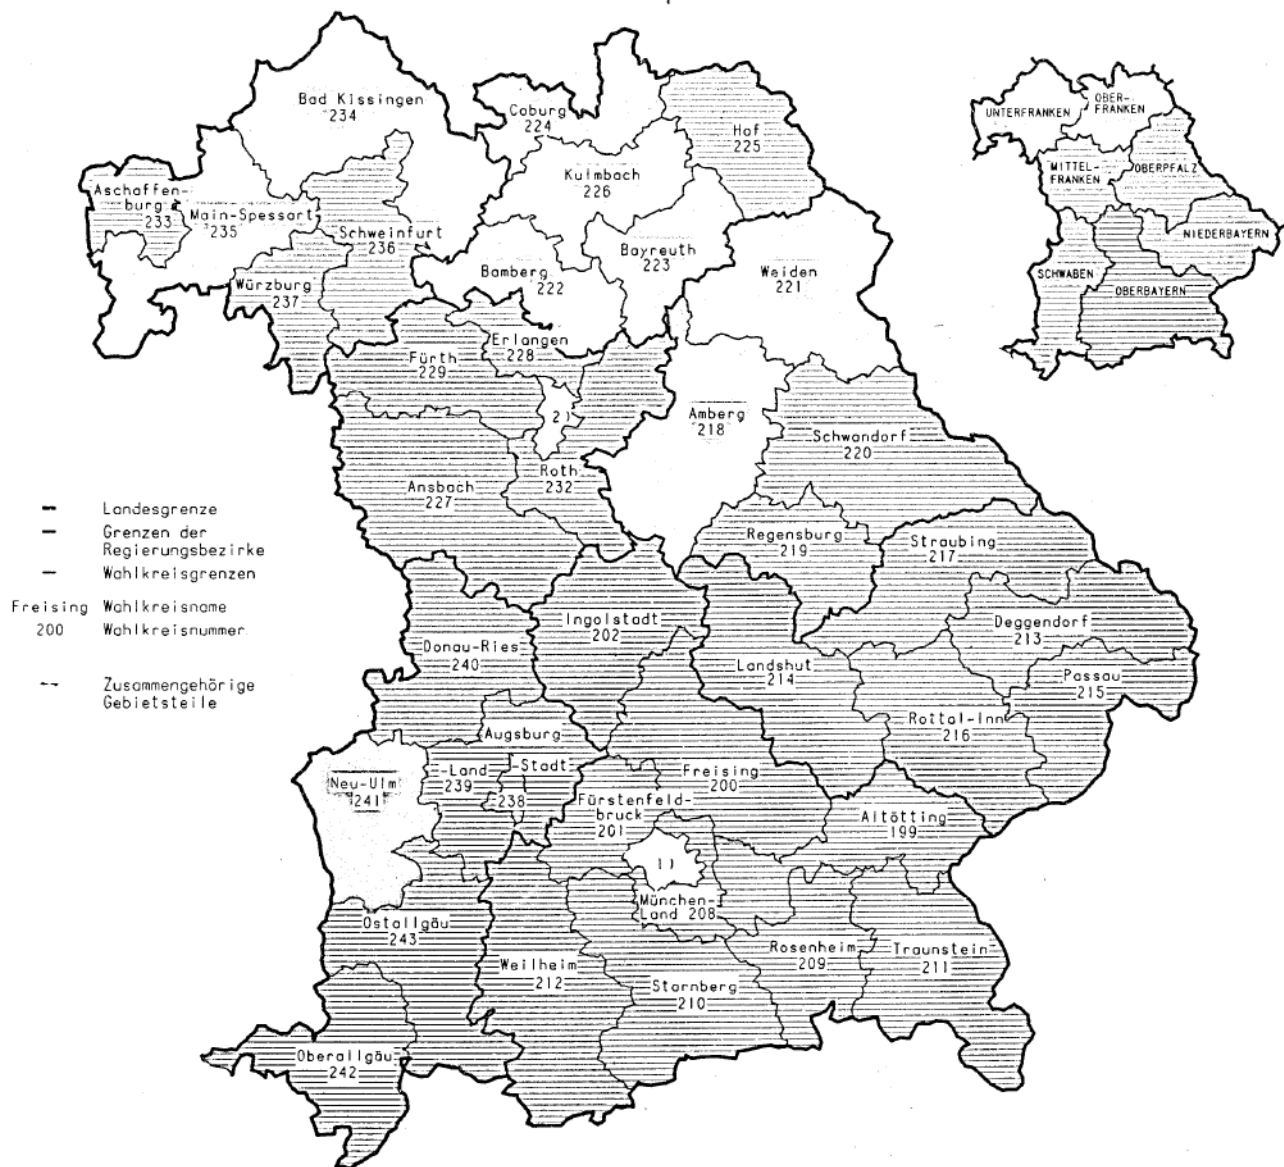 Bad Kissingen
234
Coburg
224
Hof
225
Kulmbach
226
Aschaffen-
burg
233
Main-Spessart
235
Schweinfurt
236
Bayreuth
223
Bamberg
222
Weiden
221
Würzburg
237
Erlangen
228
Fürth
229
2)
Amberg
218
Schwandorf
220
Roth
232
Ansbach
227
Regensburg
219
Straubing
217
Ingolstadt
202
Deggendorf
213
Donau-Ries
240
Landshut
214
Passau
215
Rottal-Inn
216
Augsburg
-Land
239
-Stadt
238
Freising
200
Neu-Ulm
241
Fürstenfeld-
bruck
201
Altötting
199
1)
München-
Land 208
Ostallgäu
243
Rosenheim
209
Traunstein
211
Weilheim
212
Starnberg
210
Oberallgäu
242
UNTERFRANKEN
OBER-
FRANKEN
MITTEL-
FRANKEN
OBERPFALZ
NIEDERBAYERN
SCHWABEN
OBERBAYERN
Landesgrenze
Grenzen der
Regierungsbezirke
Wahlkreisgrenzen
Freising Wahlkreisname
200 Wahlkreisnummer
Zusammengehörige
Gebietsteile